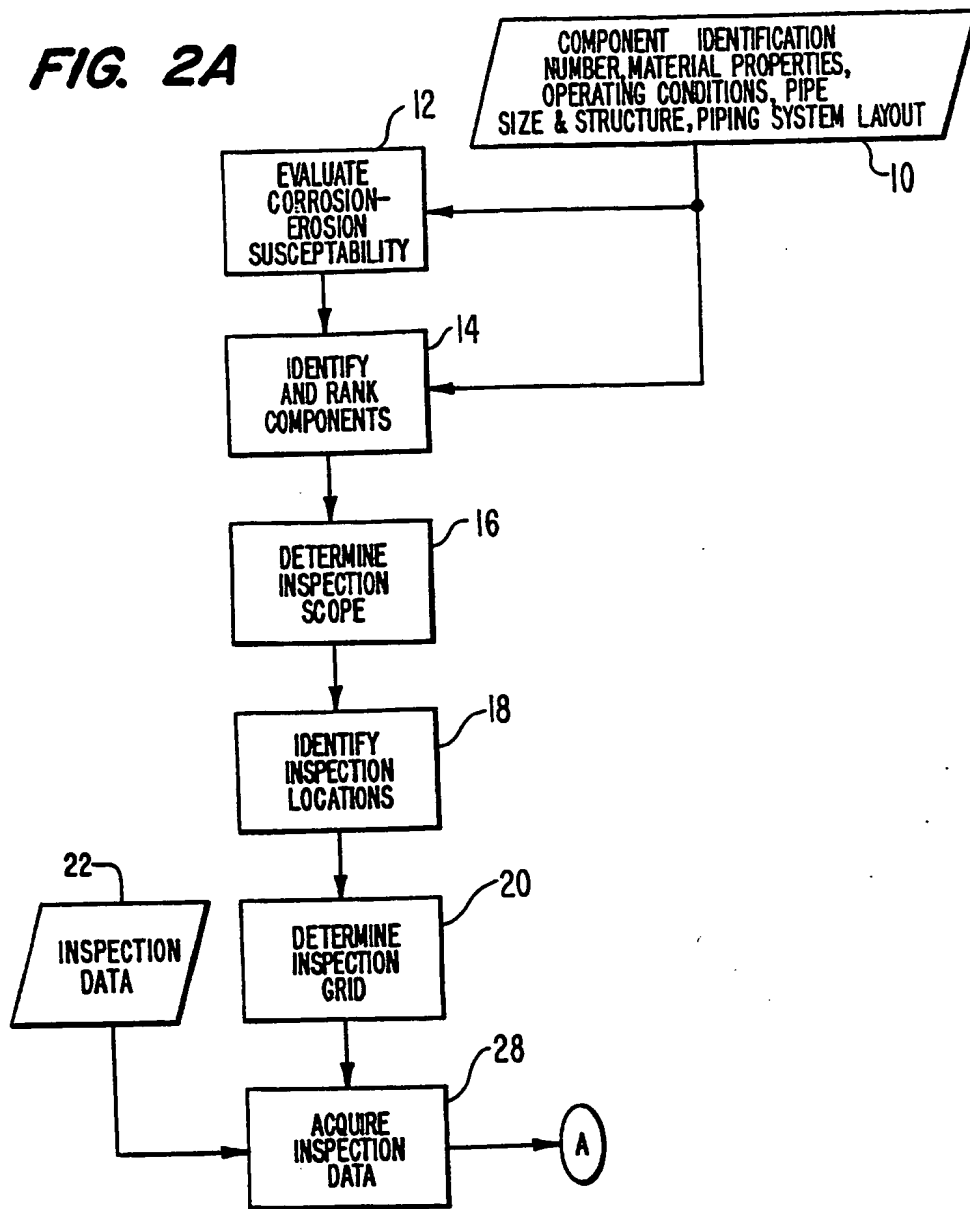 FIG. 2A
COMPONENT IDENTIFICATION
NUMBER, MATERIAL PROPERTIES,
OPERATING CONDITIONS, PIPE
SIZE & STRUCTURE, PIPING SYSTEM LAYOUT
10
12
EVALUATE
CORROSION-
EROSION
SUSCEPTABILITY
14
IDENTIFY
AND RANK
COMPONENTS
16
DETERMINE
INSPECTION
SCOPE
18
IDENTIFY
INSPECTION
LOCATIONS
20
DETERMINE
INSPECTION
GRID
22
INSPECTION
DATA
28
ACQUIRE
INSPECTION
DATA
A